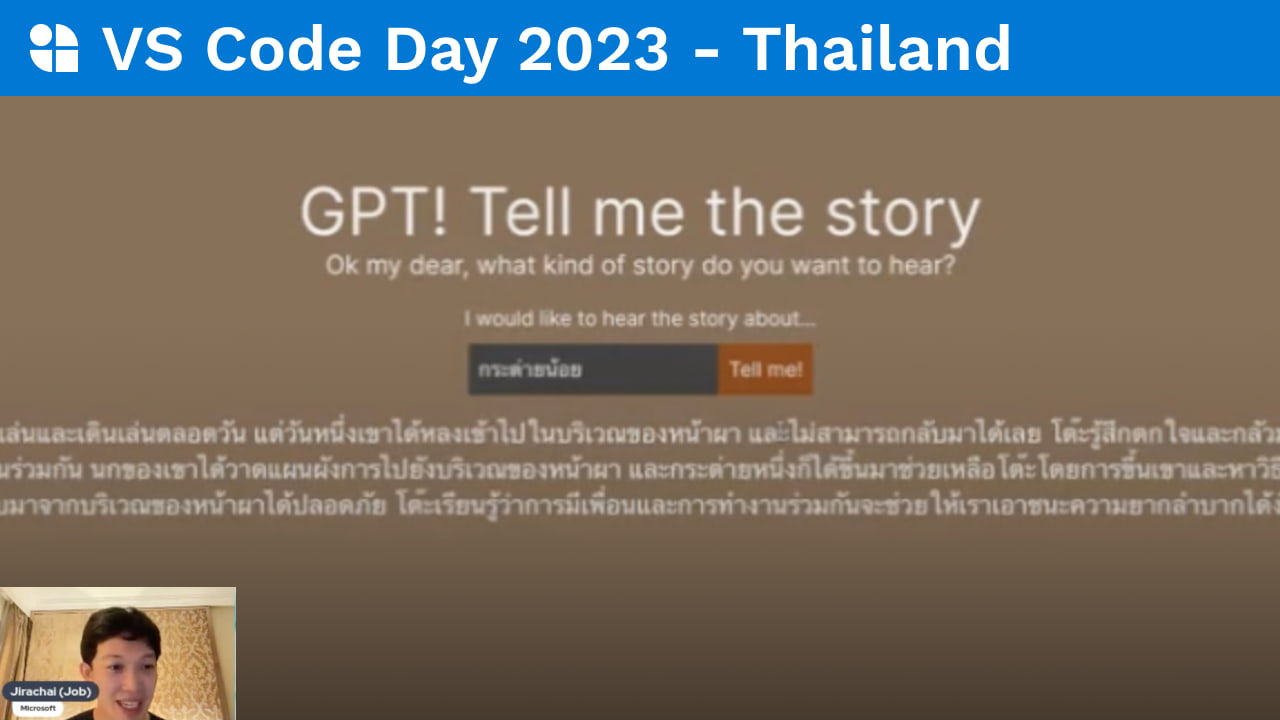 VS Code Day 2023 - Thailand
GPT! Tell me the story
Ok my dear, what kind of story do you want to hear?
I would like to hear the story about...
กระต่ายน้อย
Tell me!
เล่นและเดินเล่นตลอดวัน แต่วันหนึ่งเขาได้หลงเข้าไปในบริเวณของหน้าผา และไม่สามารถกลับมาได้เลย โต๊ะรู้สึกตกใจและกลัว
ร่วมกัน นกของเขาได้วาดแผนผังการไปยังบริเวณของหน้าผา และกระต่ายหนึ่งก็ได้ขึ้นมาช่วยเหลือโต๊ะโดยการขึ้นเขาและหาวิธี
มาจากบริเวณของหน้าผาได้ปลอดภัย โต๊ะเรียนรู้ว่าการมีเพื่อนและการทำงานร่วมกันจะช่วยให้เราเอาชนะความยากลำบากได้
Jirachai (Job)
Microsoft